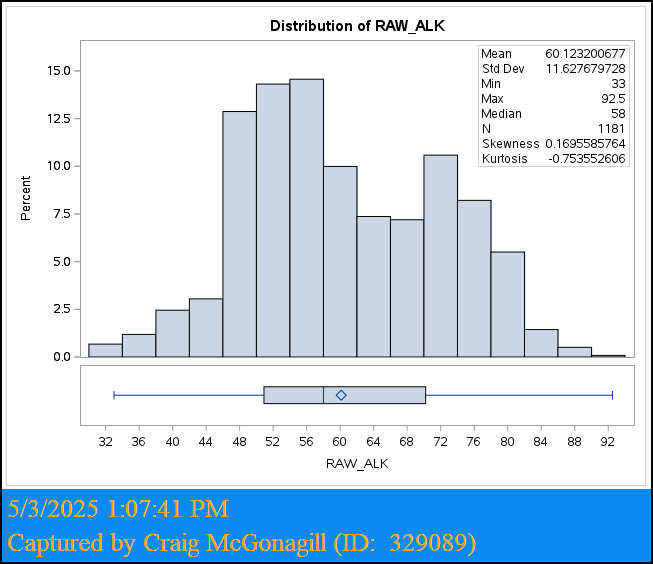 Distribution of RAW_ALK
Mean 60.123200677
Std Dev 11.627679728
Min 33
Max 92.5
Median 58
N 1181
Skewness 0.1695585764
Kurtosis -0.753552606
Percent
15.0
12.5
10.0
7.5
5.0
2.5
0.0
32 36 40 44 48 52 56 60 64 68 72 76 80 84 88 92
RAW_ALK
5/3/2025 1:07:41 PM
Captured by Craig McGonagill (ID: 329089)